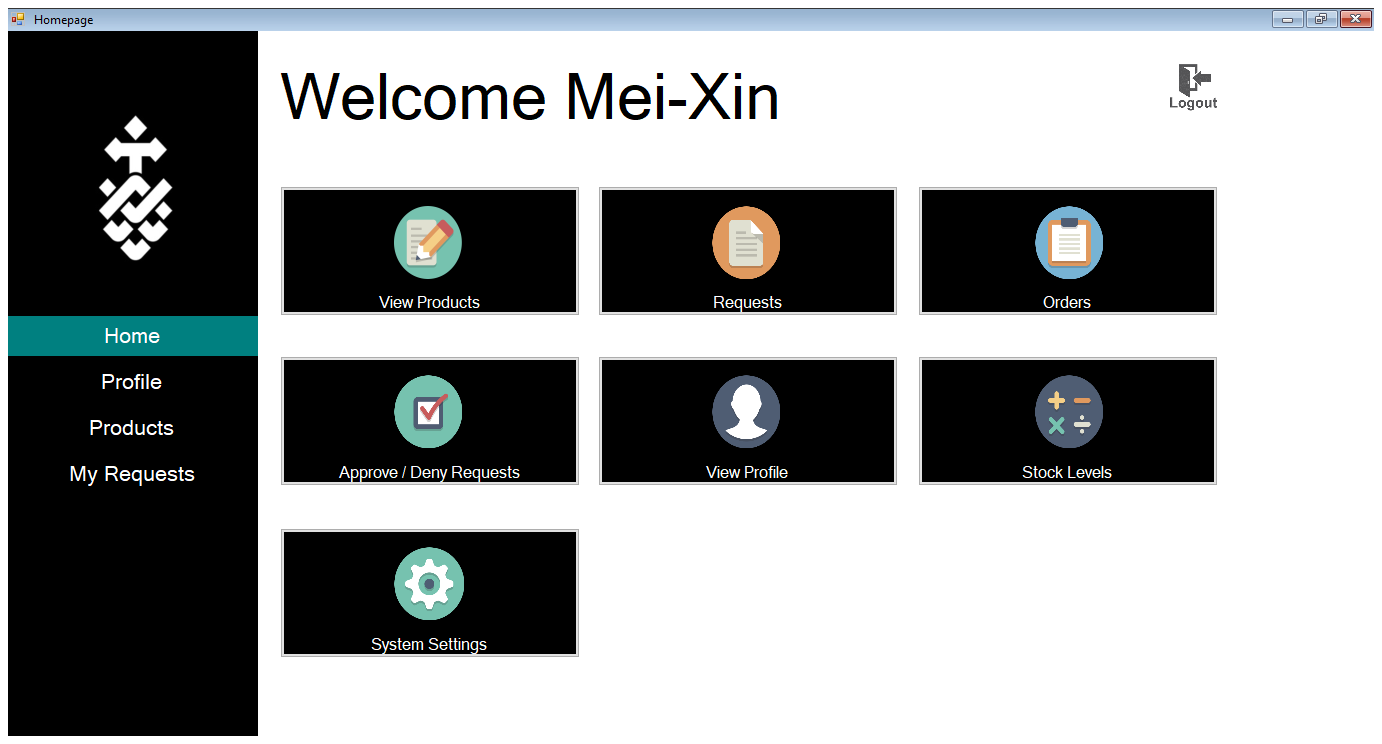 Homepage
Welcome Mei-Xin
Logout
Home
Profile
Products
My Requests
View Products
Requests
Orders
Approve / Deny Requests
View Profile
Stock Levels
System Settings